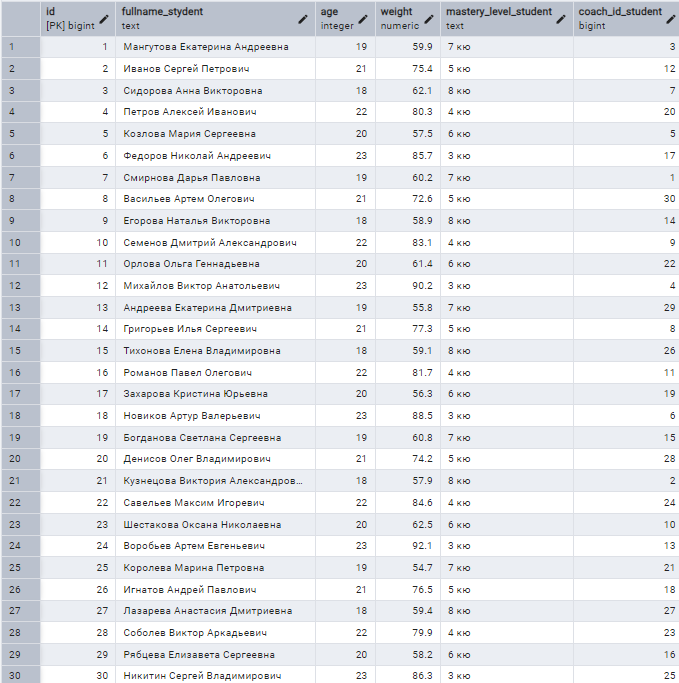 id fullname_stydent age weight mastery_level_student coach_id_student
[PK] bigint text integer numeric text bigint
1 1 Мангутова Екатерина Андреевна 19 59.9 7 кю 3
2 2 Иванов Сергей Петрович 21 75.4 5 кю 12
3 3 Сидорова Анна Викторовна 18 62.1 8 кю 7
4 4 Петров Алексей Иванович 22 80.3 4 кю 20
5 5 Козлова Мария Сергеевна 20 57.5 6 кю 5
6 6 Федоров Николай Андреевич 23 85.7 3 кю 17
7 7 Смирнова Дарья Павловна 19 60.2 7 кю 1
8 8 Васильев Артем Олегович 21 72.6 5 кю 30
9 9 Егорова Наталья Викторовна 18 58.9 8 кю 14
10 10 Семенов Дмитрий Александрович 22 83.1 4 кю 9
11 11 Орлова Ольга Геннадьевна 20 61.4 6 кю 22
12 12 Михайлов Виктор Анатольевич 23 90.2 3 кю 4
13 13 Андреева Екатерина Дмитриевна 19 55.8 7 кю 29
14 14 Григорьев Илья Сергеевич 21 77.3 5 кю 8
15 15 Тихонова Елена Владимировна 18 59.1 8 кю 26
16 16 Романов Павел Олегович 22 81.7 4 кю 11
17 17 Захарова Кристина Юрьевна 20 56.3 6 кю 19
18 18 Новиков Артур Валерьевич 23 88.5 3 кю 6
19 19 Богданова Светлана Сергеевна 19 60.8 7 кю 15
20 20 Денисов Олег Владимирович 21 74.2 5 кю 28
21 21 Кузнецова Виктория Александров... 18 57.9 8 кю 2
22 22 Савельев Максим Игоревич 22 84.6 4 кю 24
23 23 Шестакова Оксана Николаевна 20 62.5 6 кю 10
24 24 Воробьев Артем Евгеньевич 23 92.1 3 кю 13
25 25 Королева Марина Петровна 19 54.7 7 кю 21
26 26 Игнатов Андрей Павлович 21 76.5 5 кю 18
27 27 Лазарева Анастасия Дмитриевна 18 59.4 8 кю 27
28 28 Соболев Виктор Аркадьевич 22 79.9 4 кю 23
29 29 Рябцева Елизавета Сергеевна 20 58.2 6 кю 16
30 30 Никитин Сергей Владимирович 23 86.3 3 кю 25